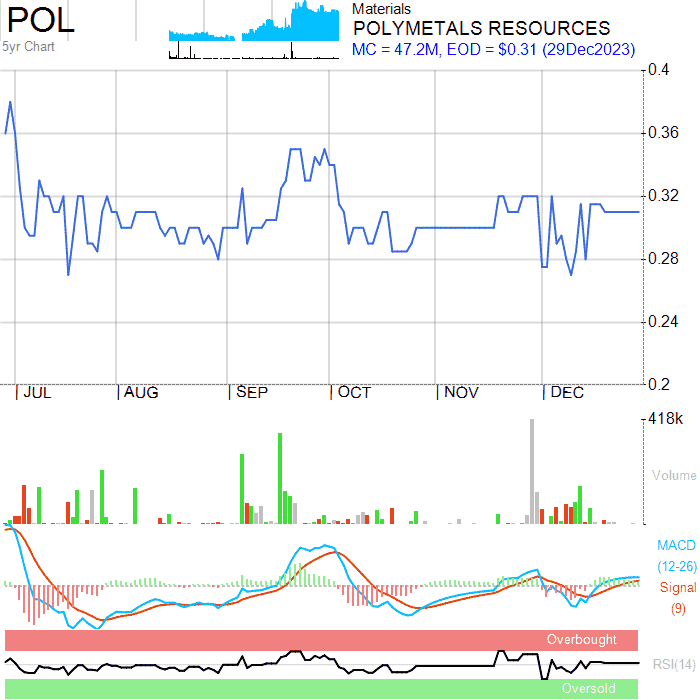 POL
5yr Chart
Materials
POLYMETALS RESOURCES
MC = 47.2M, EOD = $0.31 (29Dec2023)
0.4
0.36
0.32
0.28
0.24
0.2
JUL AUG SEP OCT NOV DEC
418k
Volume
MACD
(12-26)
Signal
(9)
Overbought
RSI(14)
Oversold